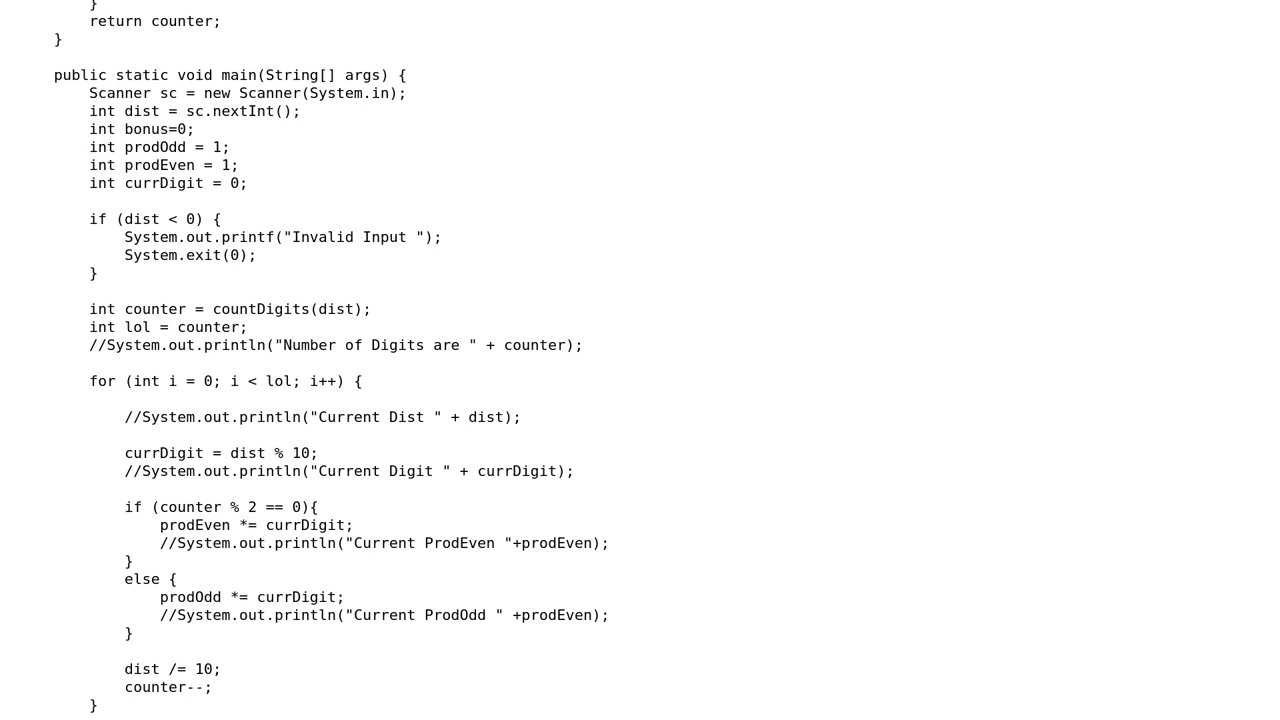 }
return counter;
}
public static void main(String[] args) {
Scanner sc = new Scanner(System.in);
int dist = sc.nextInt();
int bonus=0;
int prodOdd = 1;
int prodEven = 1;
int currDigit = 0;
if (dist < 0) {
System.out.printf("Invalid Input ");
System.exit(0);
}
int counter = countDigits(dist);
int lol = counter;
//System.out.println("Number of Digits are " + counter);
for (int i = 0; i < lol; i++) {
//System.out.println("Current Dist " + dist);
currDigit = dist % 10;
//System.out.println("Current Digit " + currDigit);
if (counter % 2 == 0){
prodEven *= currDigit;
//System.out.println("Current ProdEven "+prodEven);
}
else {
prodOdd *= currDigit;
//System.out.println("Current ProdOdd " +prodEven);
}
dist /= 10;
counter--;
}